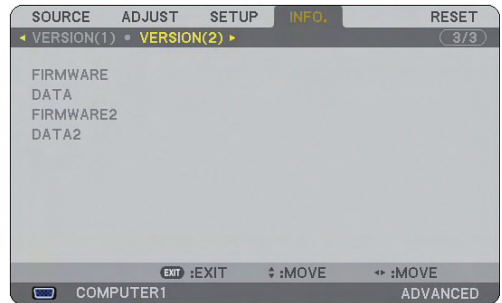 SOURCE ADJUST SETUP INFO. RESET
◂ VERSION(1) • VERSION(2) ▸ 3/3
FIRMWARE
DATA
FIRMWARE2
DATA2
EXIT :EXIT :MOVE :MOVE
COMPUTER1 ADVANCED